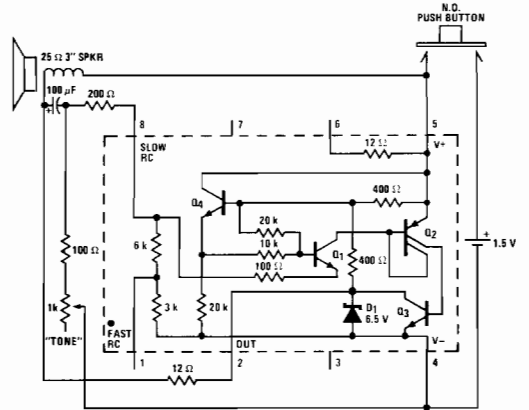 N.O.
PUSH BUTTON
25 Ω 3" SPKR
100 μF
+
200 Ω
8
7
6
5
SLOW
RC
12 Ω
V+
Q4
400 Ω
20 k
Q2
+
1.5 V
10 k
Q1
100 Ω
6 k
400 Ω
100 Ω
1k
3 k
20 k
D1
6.5 V
Q3
"TONE"
FAST
RC
OUT
V−
1
2
3
4
12 Ω